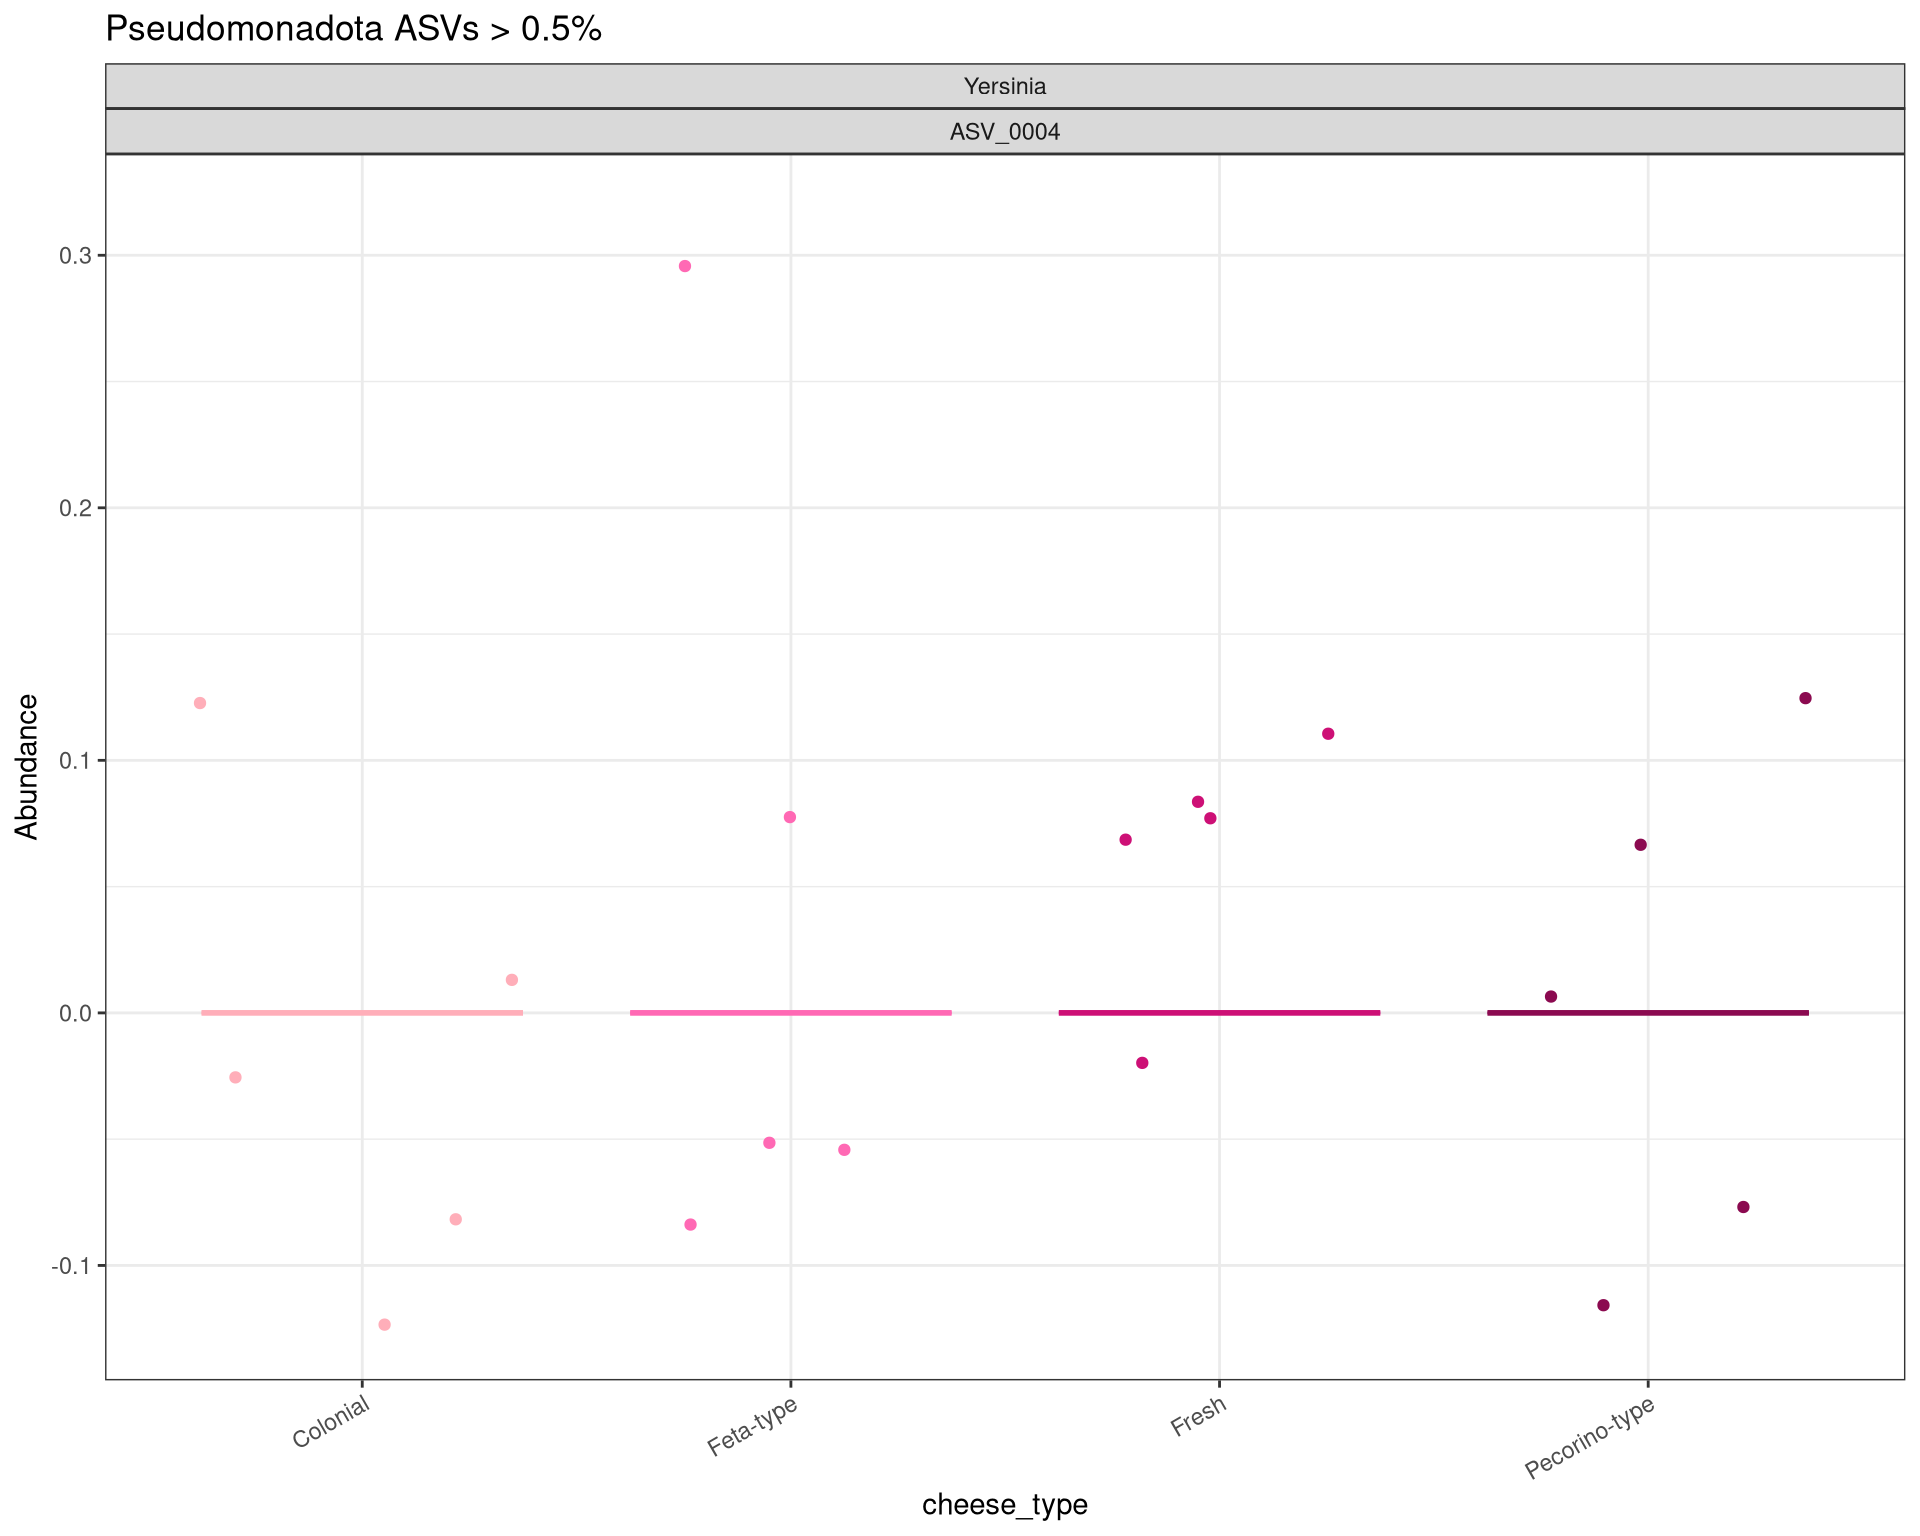 Pseudomonadota ASVs > 0.5%
Yersinia
ASV_0004
0.3
0.2
0.1
0.0
-0.1
Abundance
Colonial
Feta-type
Fresh
Pecorino-type
cheese_type